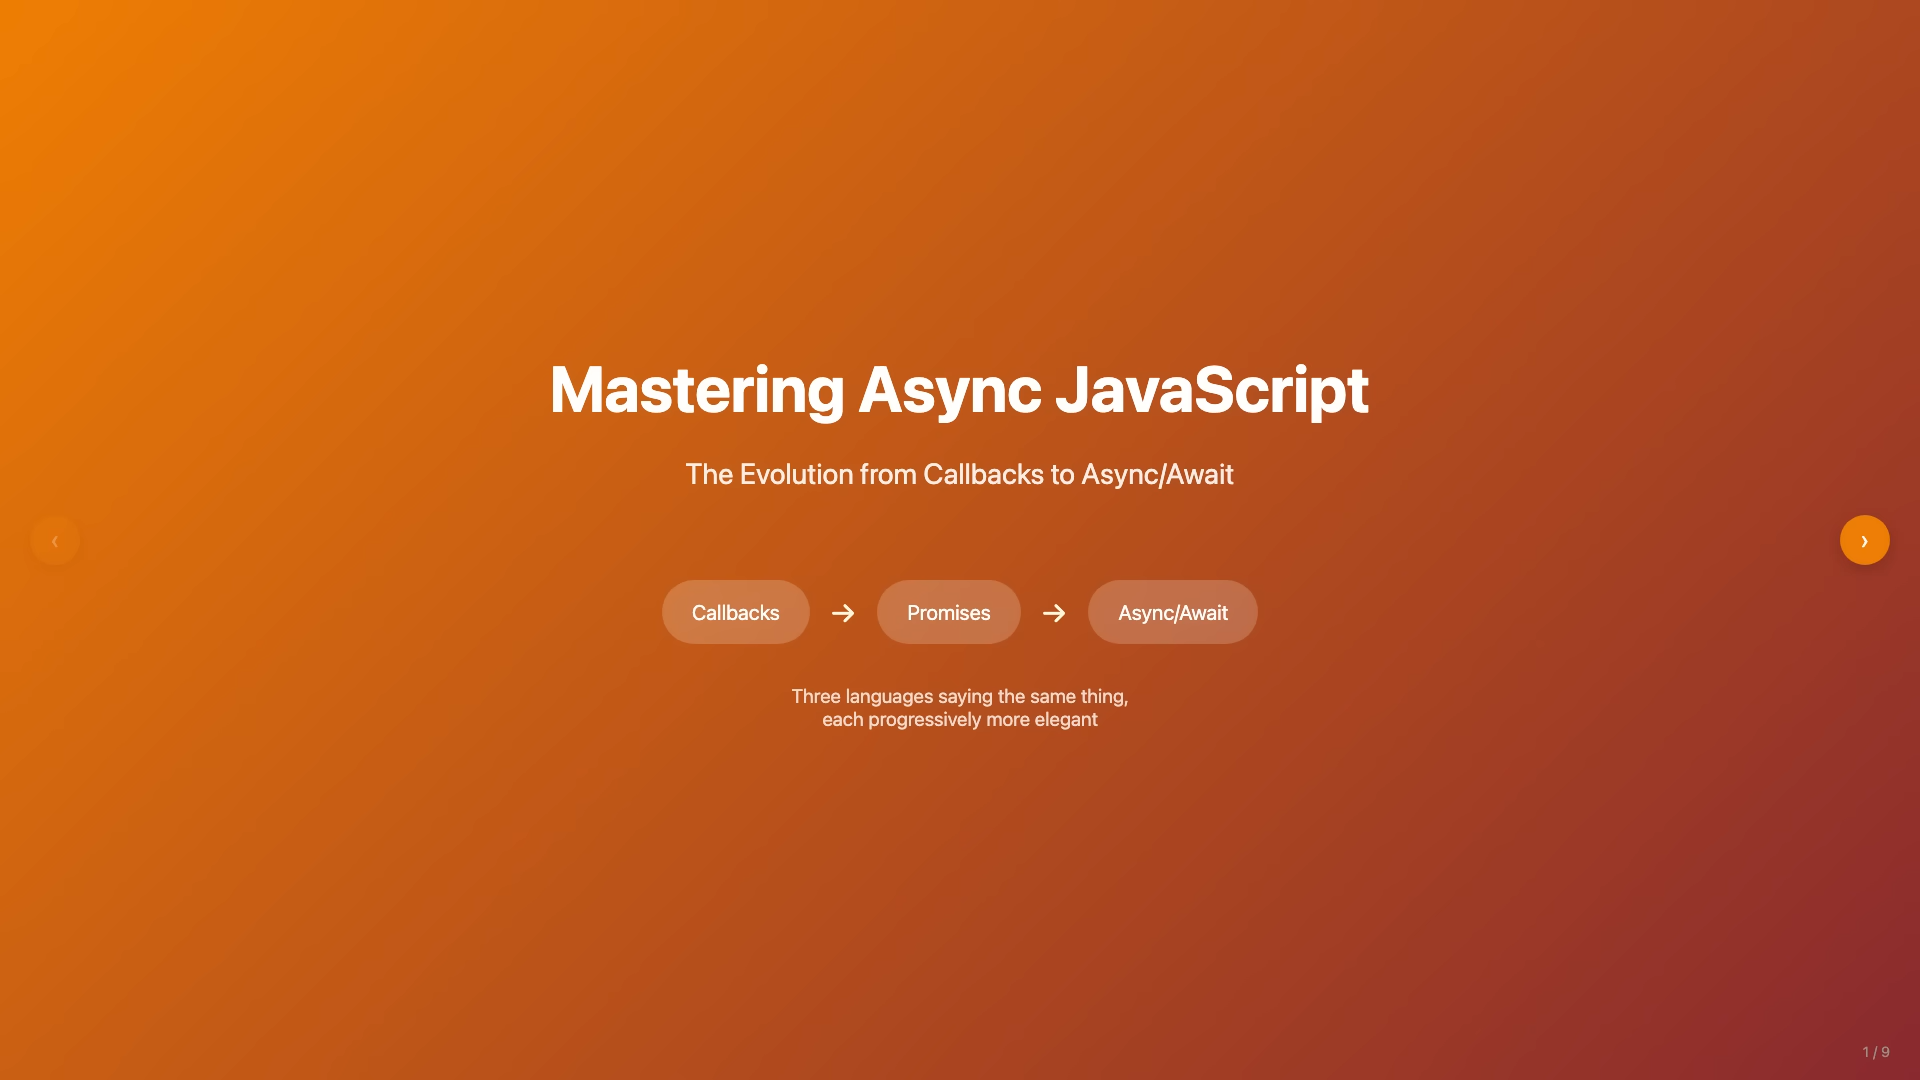 Mastering Async JavaScript
The Evolution from Callbacks to Async/Await
‹
›
Callbacks → Promises → Async/Await
Three languages saying the same thing,
each progressively more elegant
1 / 9